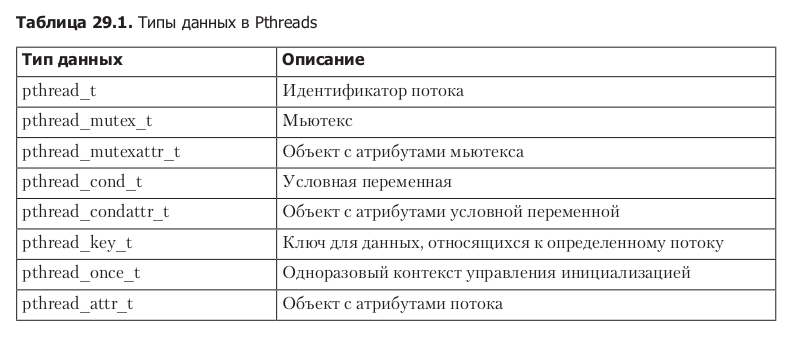 Таблица 29.1. Типы данных в Pthreads
Тип данных Описание
pthread_t Идентификатор потока
pthread_mutex_t Мьютекс
pthread_mutexattr_t Объект с атрибутами мьютекса
pthread_cond_t Условная переменная
pthread_condattr_t Объект с атрибутами условной переменной
pthread_key_t Ключ для данных, относящихся к определенному потоку
pthread_once_t Одноразовый контекст управления инициализацией
pthread_attr_t Объект с атрибутами потока